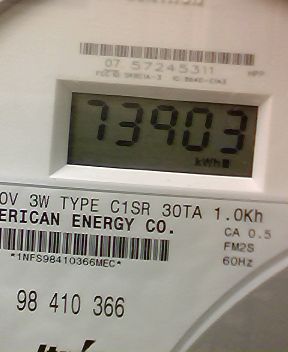 07 57245311
HPP
73903
kWh
0V 3W TYPE C1SR 30TA 1.0Kh
ERICAN ENERGY CO.
CA 0.5
FM2S
*1NFS98410366MEC*
60Hz
98 410 366